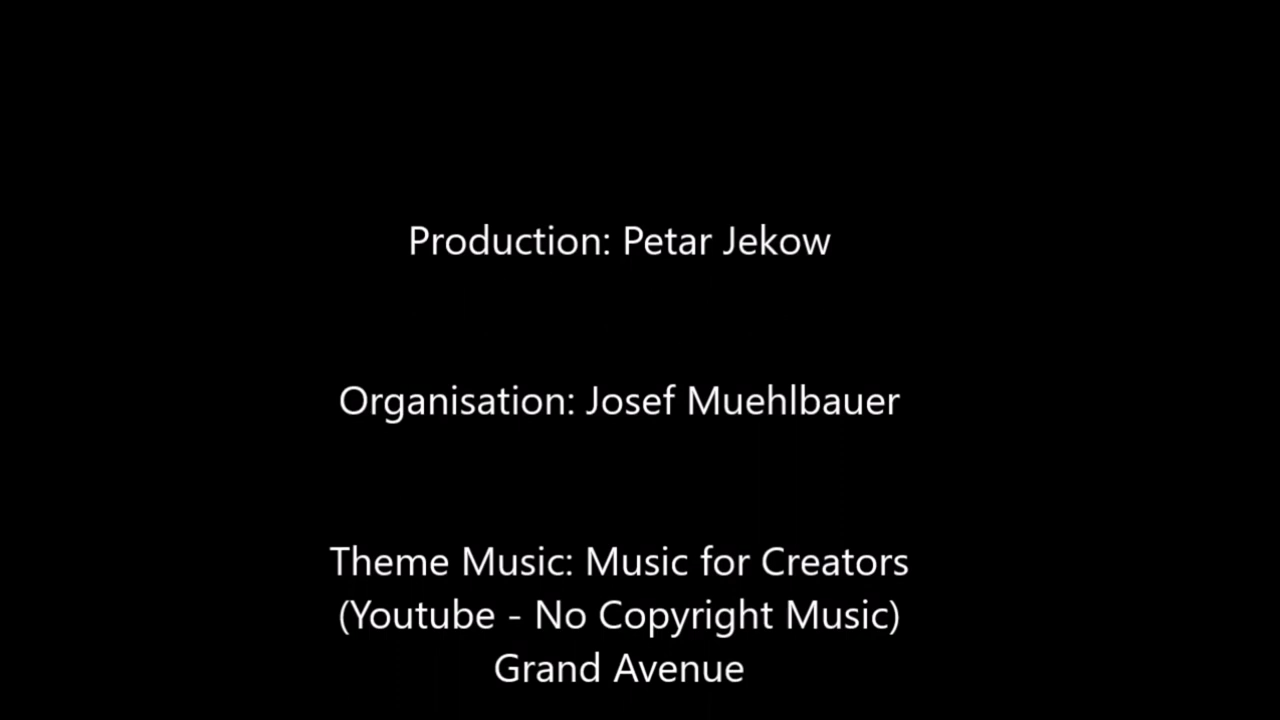 Production: Petar Jekow
Organisation: Josef Muehlbauer
Theme Music: Music for Creators
(Youtube - No Copyright Music)
Grand Avenue